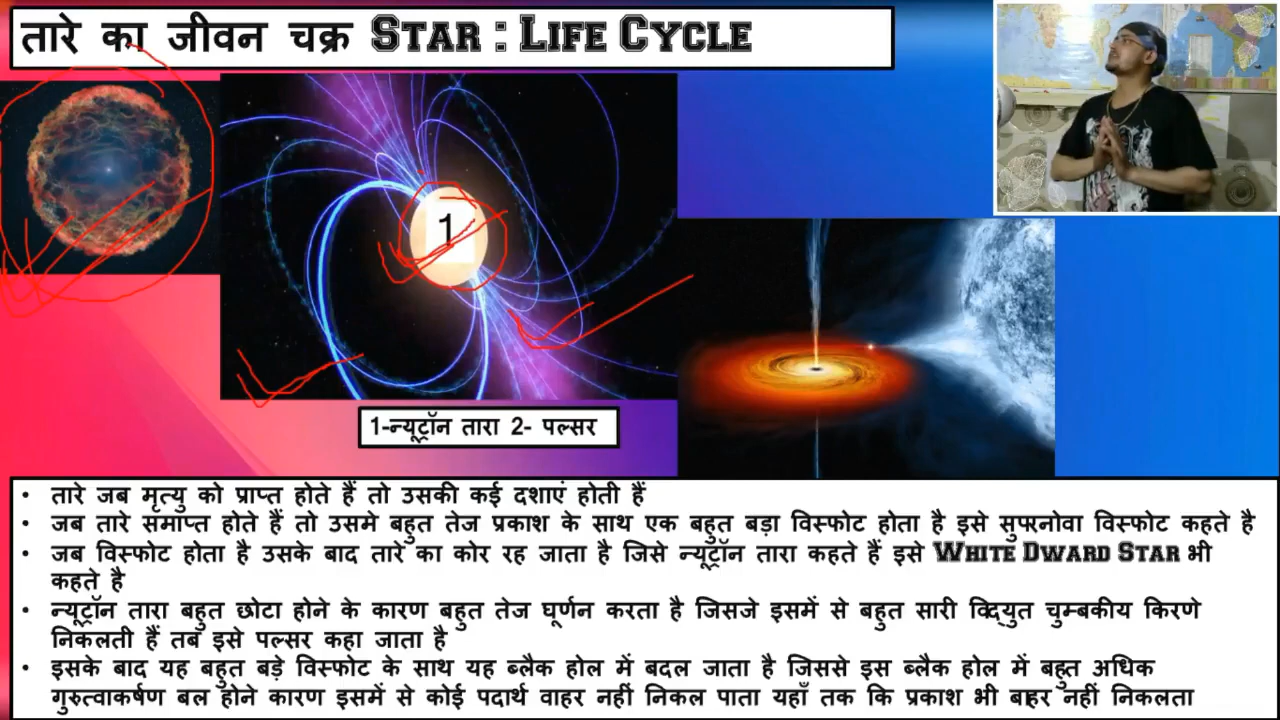 तारे का जीवन चक्र STAR : LIFE CYCLE
1
1-न्यूट्रॉन तारा 2- पल्सर
• तारे जब मृत्यु को प्राप्त होते हैं तो उसकी कई दशाएं होती हैं
• जब तारे समाप्त होते हैं तो उसमे बहुत तेज प्रकाश के साथ एक बहुत बड़ा विस्फोट होता है इसे सुपरनोवा विस्फोट कहते है
• जब विस्फोट होता है उसके बाद तारे का कोर रह जाता है जिसे न्यूट्रॉन तारा कहते हैं इसे WHITE DWARD STAR भी
कहते है
• न्यूट्रॉन तारा बहुत छोटा होने के कारण बहुत तेज घूर्णन करता है जिसजे इसमें से बहुत सारी विद्युत चुम्बकीय किरणे
निकलती हैं तब इसे पल्सर कहा जाता है
• इसके बाद यह बहुत बड़े विस्फोट के साथ यह ब्लैक होल में बदल जाता है जिससे इस ब्लैक होल में बहुत अधिक
गुरुत्वाकर्षण बल होने कारण इसमें से कोई पदार्थ वाहर नहीं निकल पाता यहाँ तक कि प्रकाश भी बाहर नहीं निकलता